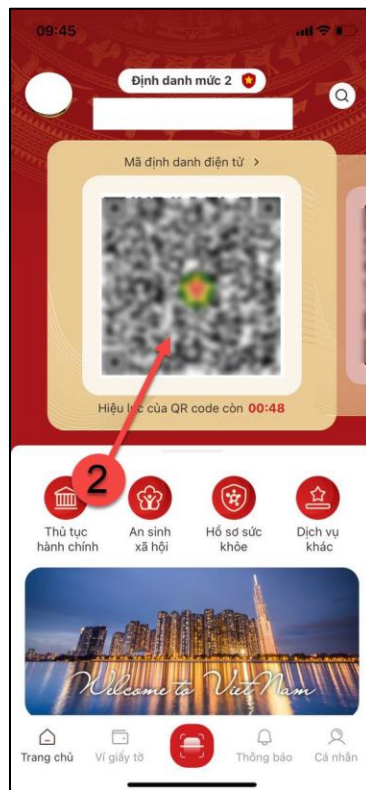 09:45
Định danh mức 2
Mã định danh điện tử >
Hiệu lực của QR code còn 00:48
2
Thủ tục
hành chính
An sinh
xã hội
Hồ sơ sức
khỏe
Dịch vụ
khác
Welcome to Viet Nam
Trang chủ
Ví giấy tờ
Thông báo
Cá nhân